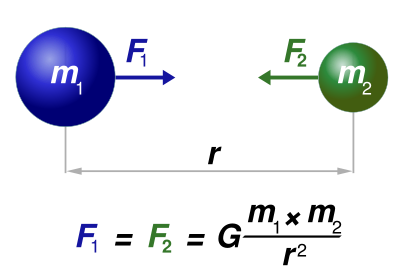 F₁ F₂
m₁ m₂
r
F₁ = F₂ = G (m₁ × m₂) / r²